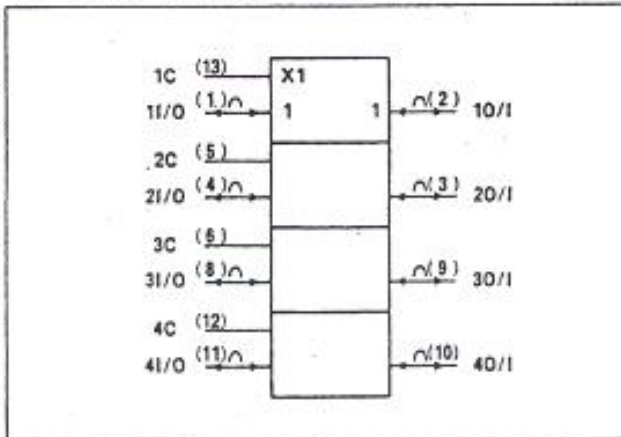 1C (13) X1
1I/O (1)∩ 1 1 ∩(2) 1O/I
2C (5)
2I/O (4)∩ ∩(3) 2O/I
3C (6)
3I/O (8)∩ ∩(9) 3O/I
4C (12)
4I/O (11)∩ ∩(10) 4O/I